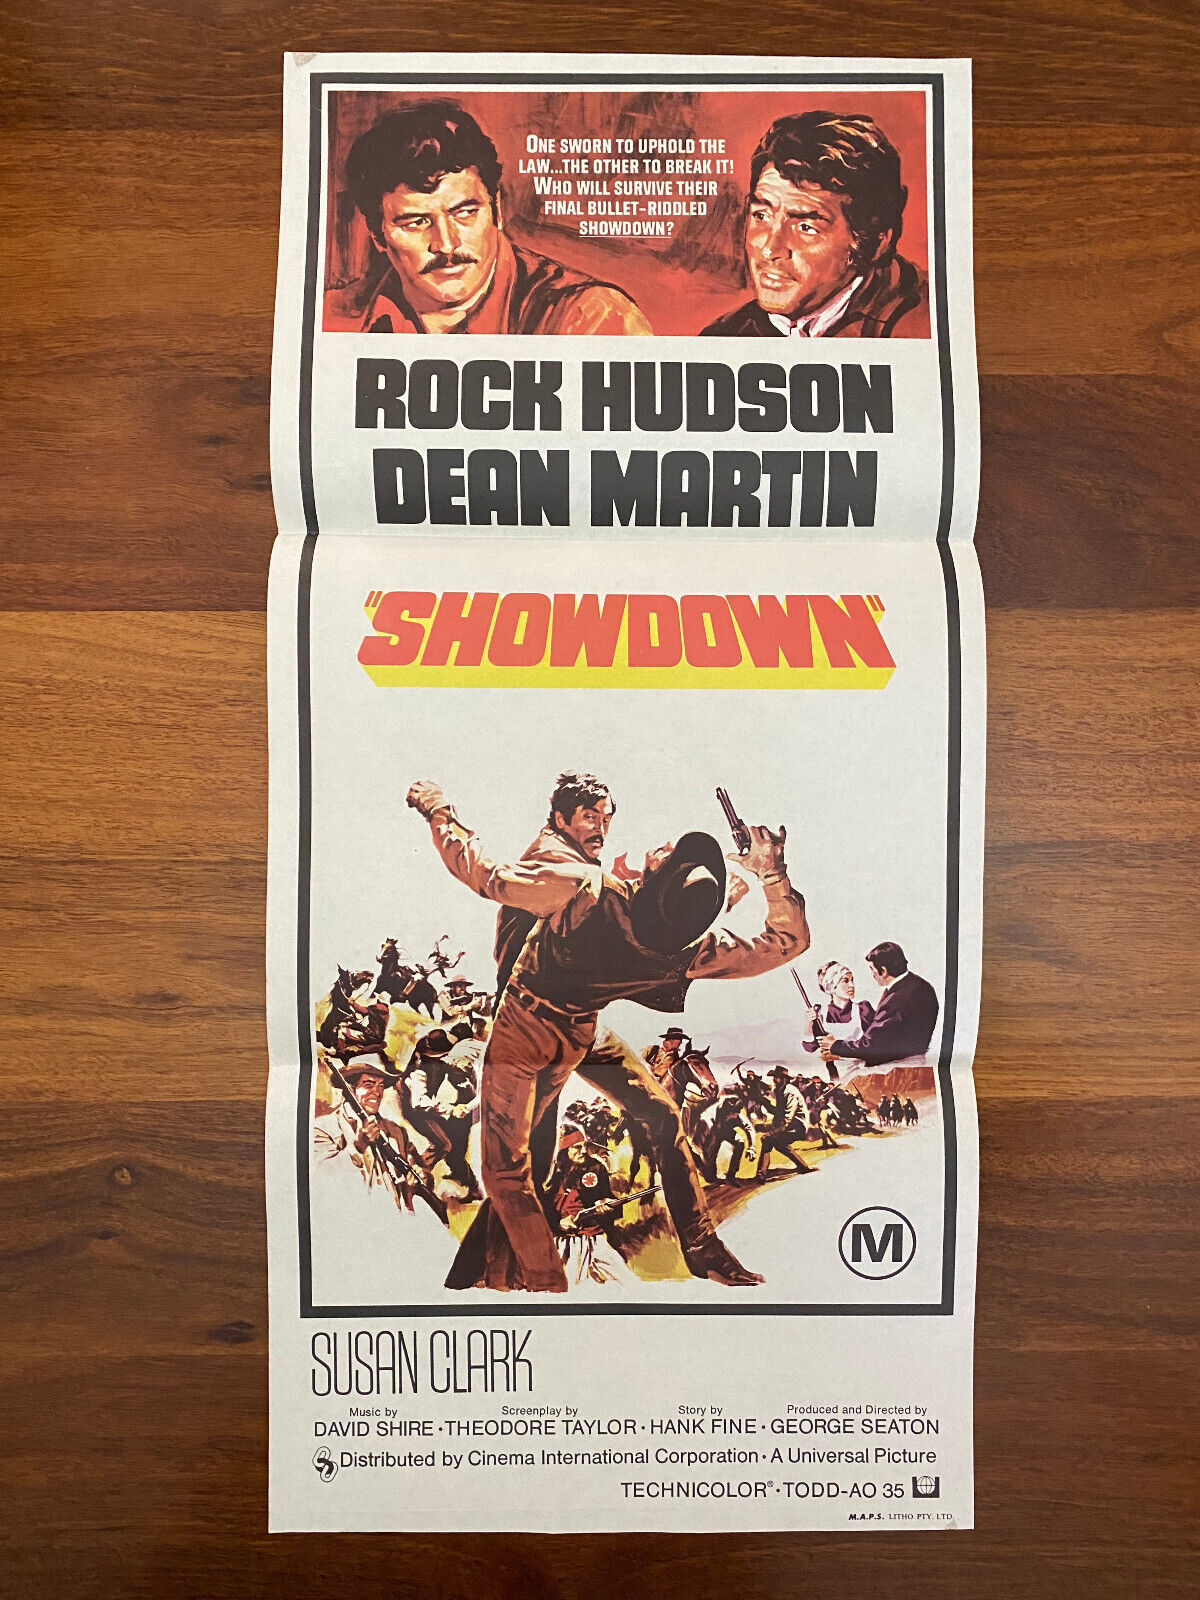 ONE SWORN TO UPHOLD THE
LAW...THE OTHER TO BREAK IT!
WHO WILL SURVIVE THEIR
FINAL BULLET-RIDDLED
SHOWDOWN?
ROCK HUDSON
DEAN MARTIN
"SHOWDOWN"
M
SUSAN CLARK
Music by Screenplay by Story by Produced and Directed by
DAVID SHIRE • THEODORE TAYLOR • HANK FINE • GEORGE SEATON
Distributed by Cinema International Corporation • A Universal Picture
TECHNICOLOR® • TODD-AO 35
M.A.P.S. LITHO PTY. LTD.